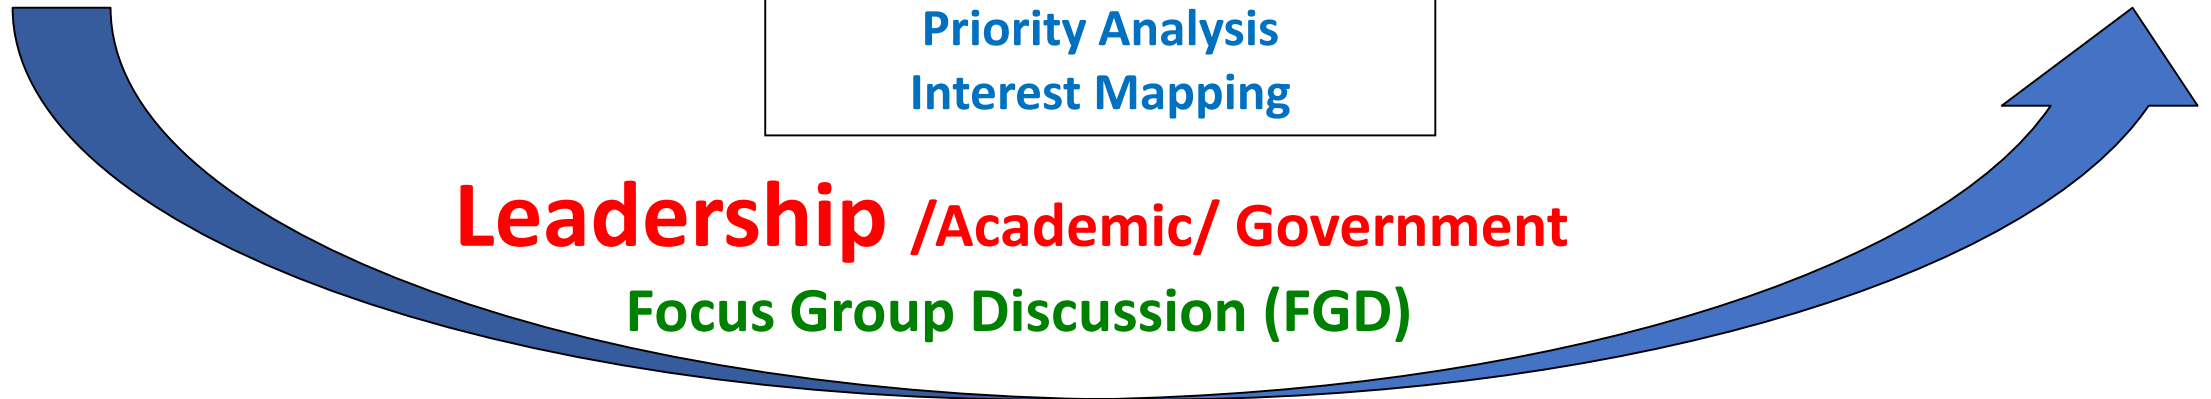 Priority Analysis
Interest Mapping
Leadership /Academic/ Government
Focus Group Discussion (FGD)